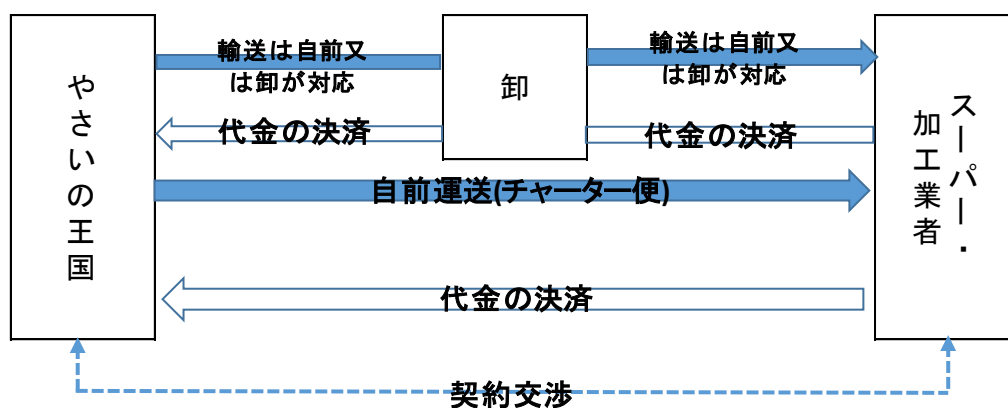 やさいの王国
輸送は自前又
は卸が対応
代金の決済
卸
輸送は自前又
は卸が対応
代金の決済
スーパー・
加工業者
自前運送(チャーター便)
代金の決済
契約交渉